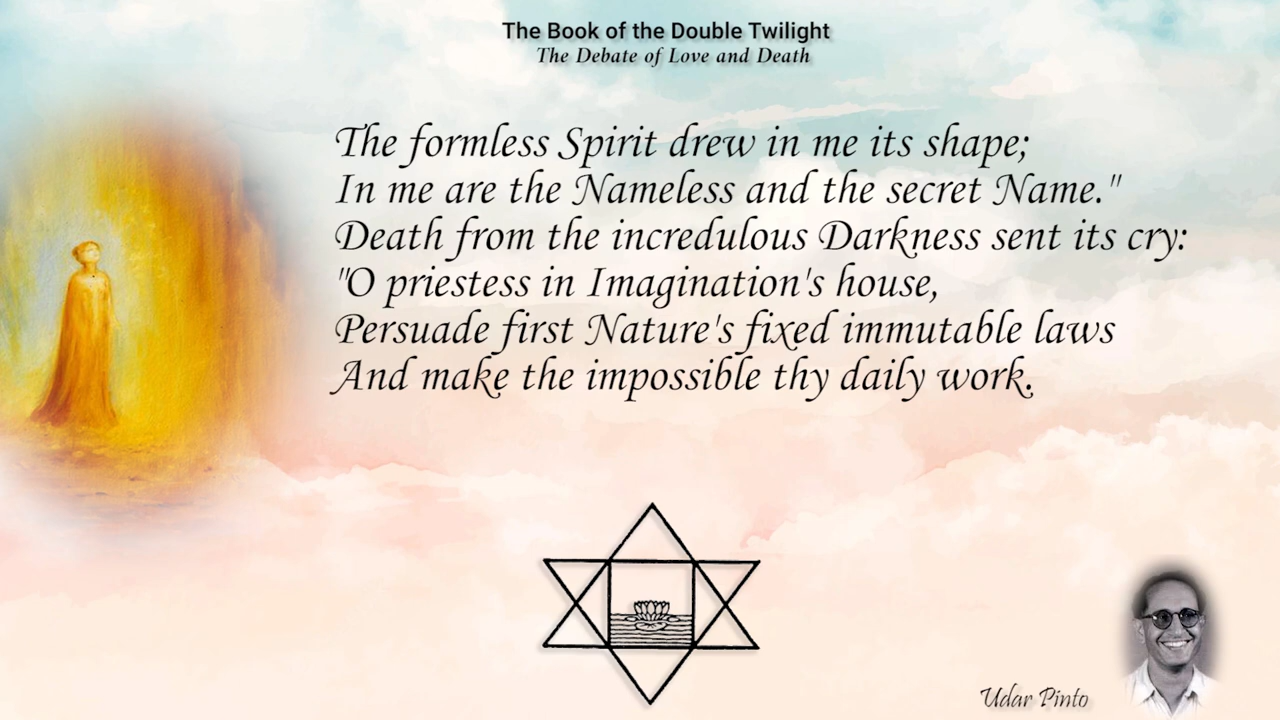 The Book of the Double Twilight
The Debate of Love and Death
The formless Spirit drew in me its shape;
In me are the Nameless and the secret Name."
Death from the incredulous Darkness sent its cry:
"O priestess in Imagination's house,
Persuade first Nature's fixed immutable laws
And make the impossible thy daily work.
Udar Pinto